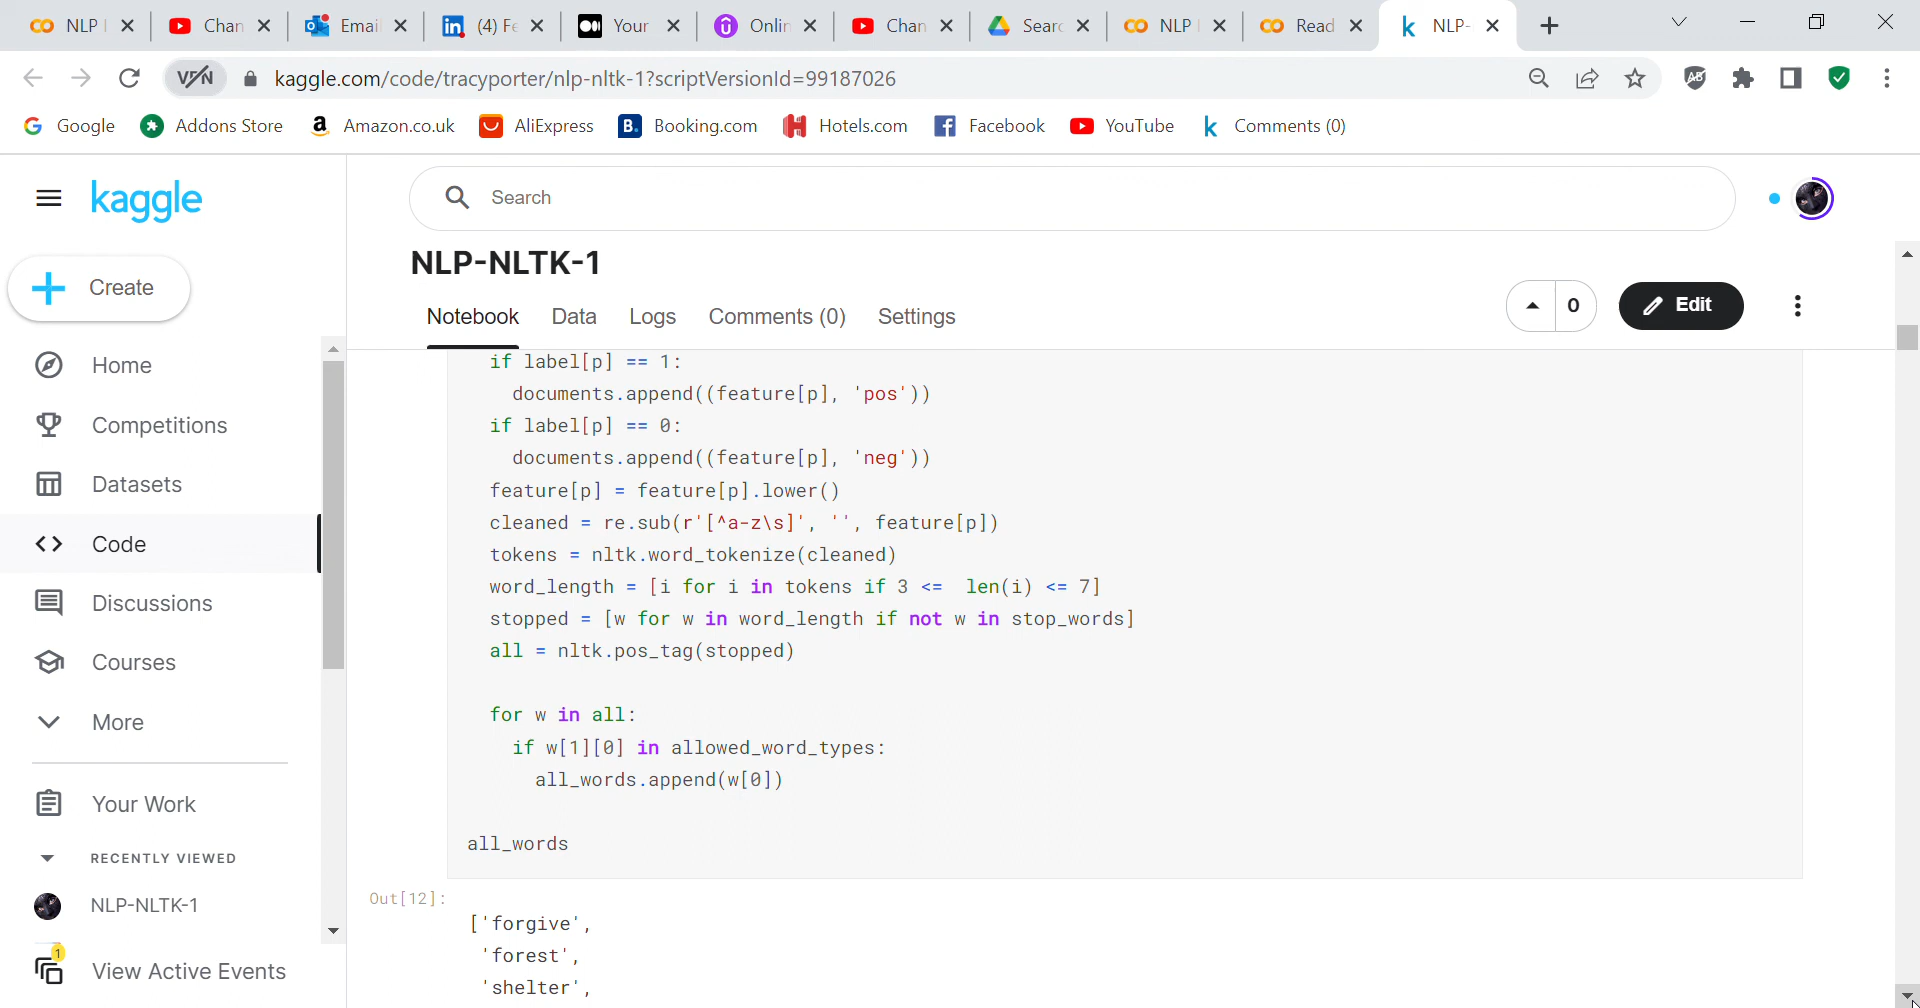 NLP
Chan
Emai
(4) Fe
Your
Onlin
Chan
Searc
NLP
Read
NLP-
VPN
kaggle.com/code/tracyporter/nlp-nltk-1?scriptVersionId=99187026
Google
Addons Store
Amazon.co.uk
AliExpress
B. Booking.com
Hotels.com
Facebook
YouTube
Comments (0)
kaggle
Search
NLP-NLTK-1
Create
Notebook Data Logs Comments (0) Settings
0
Edit
Home
Competitions
Datasets
Code
Discussions
Courses
More
Your Work
RECENTLY VIEWED
NLP-NLTK-1
1
View Active Events
if label[p] == 1:
documents.append((feature[p], 'pos'))
if label[p] == 0:
documents.append((feature[p], 'neg'))
feature[p] = feature[p].lower()
cleaned = re.sub(r'[^a-z\s]', '', feature[p])
tokens = nltk.word_tokenize(cleaned)
word_length = [i for i in tokens if 3 <=  len(i) <= 7]
stopped = [w for w in word_length if not w in stop_words]
all = nltk.pos_tag(stopped)
for w in all:
if w[1][0] in allowed_word_types:
all_words.append(w[0])
all_words
Out[12]:
['forgive',
'forest',
'shelter',